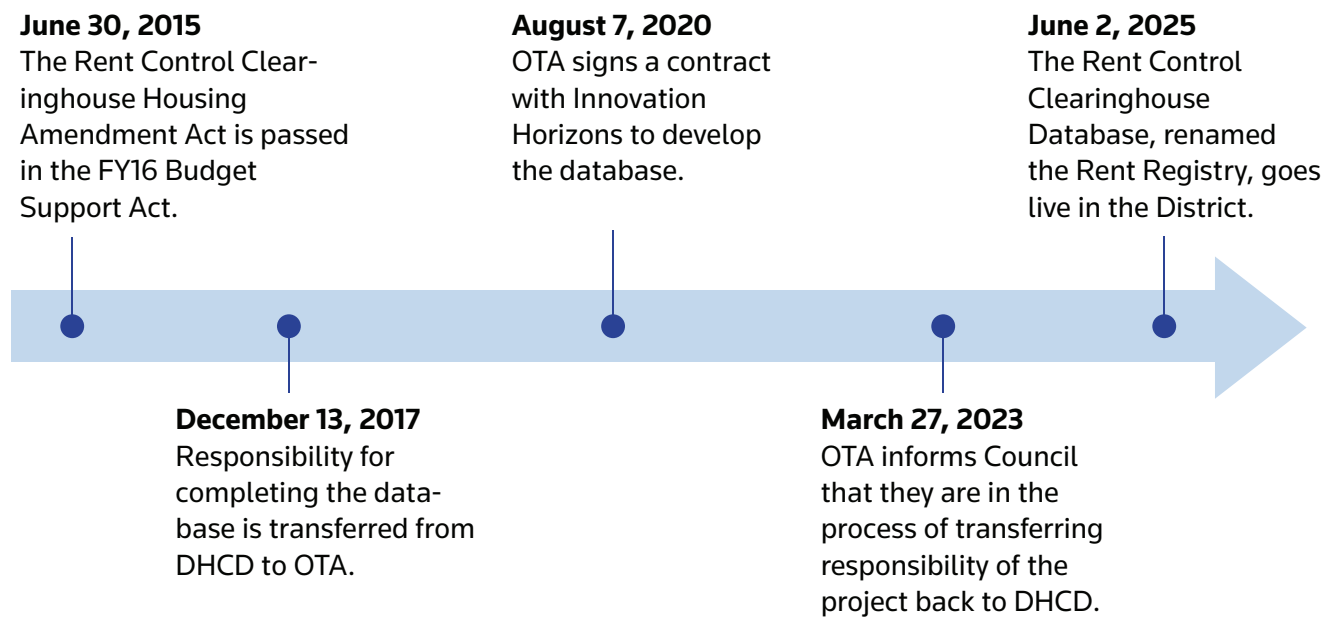 June 30, 2015
The Rent Control Clear-
inghouse Housing
Amendment Act is passed
in the FY16 Budget
Support Act.
December 13, 2017
Responsibility for
completing the data-
base is transferred from
DHCD to OTA.
August 7, 2020
OTA signs a contract
with Innovation
Horizons to develop
the database.
March 27, 2023
OTA informs Council
that they are in the
process of transferring
responsibility of the
project back to DHCD.
June 2, 2025
The Rent Control
Clearinghouse
Database, renamed
the Rent Registry, goes
live in the District.